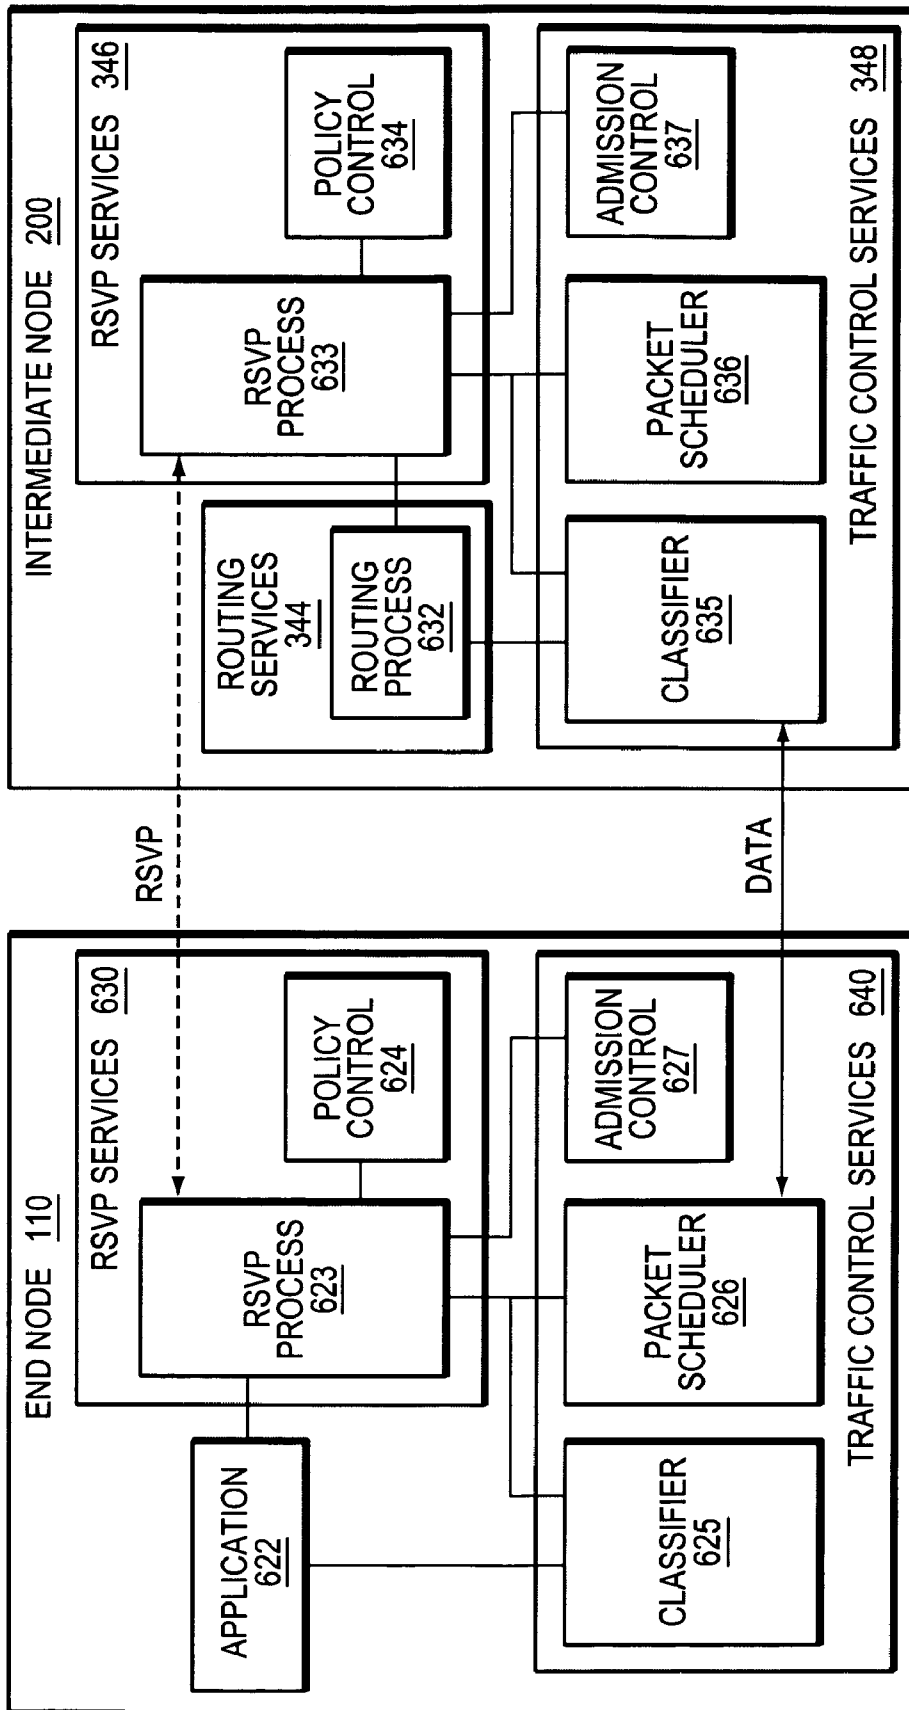 END NODE 110
RSVP SERVICES 630
APPLICATION
622
RSVP
PROCESS
623
POLICY
CONTROL
624
CLASSIFIER
625
PACKET
SCHEDULER
626
ADMISSION
CONTROL
627
TRAFFIC CONTROL SERVICES 640
RSVP
DATA
INTERMEDIATE NODE 200
RSVP SERVICES 346
ROUTING
SERVICES
344
ROUTING
PROCESS
632
RSVP
PROCESS
633
POLICY
CONTROL
634
CLASSIFIER
635
PACKET
SCHEDULER
636
ADMISSION
CONTROL
637
TRAFFIC CONTROL SERVICES 348